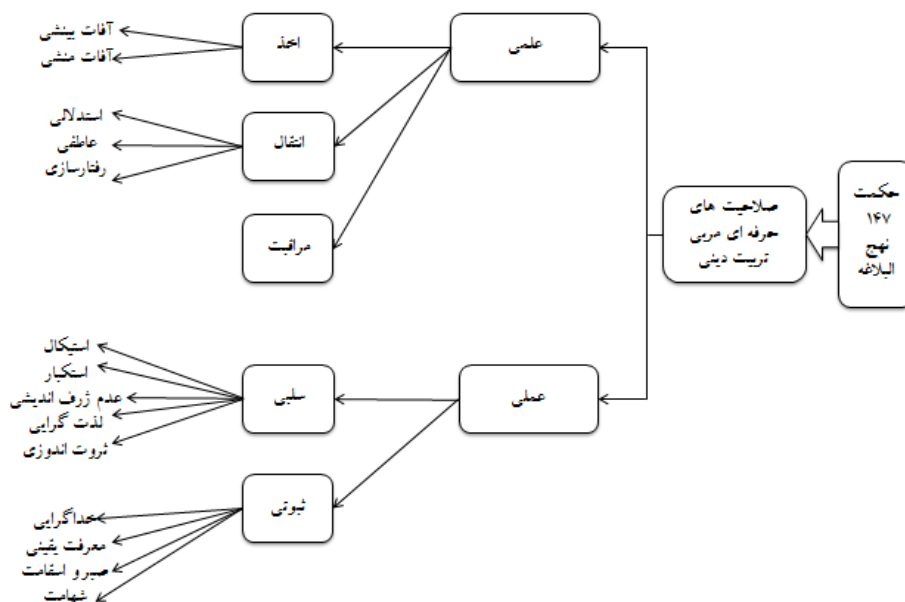 حکمت
۱۴۷
نهج
البلاغه
صلاحیت های
حرفه ای مربی
تربیت دینی
علمی
اخذ
آفات بینشی
آفات منشی
انتقال
استدلالی
عاطفی
رفتارسازی
مراقبت
عملی
سلبی
استیکال
استکبار
عدم ژرف اندیشی
لذت گرایی
ثروت اندوزی
ثبوتی
خداگرایی
معرفت یقینی
صبر و اسقامت
شهامت